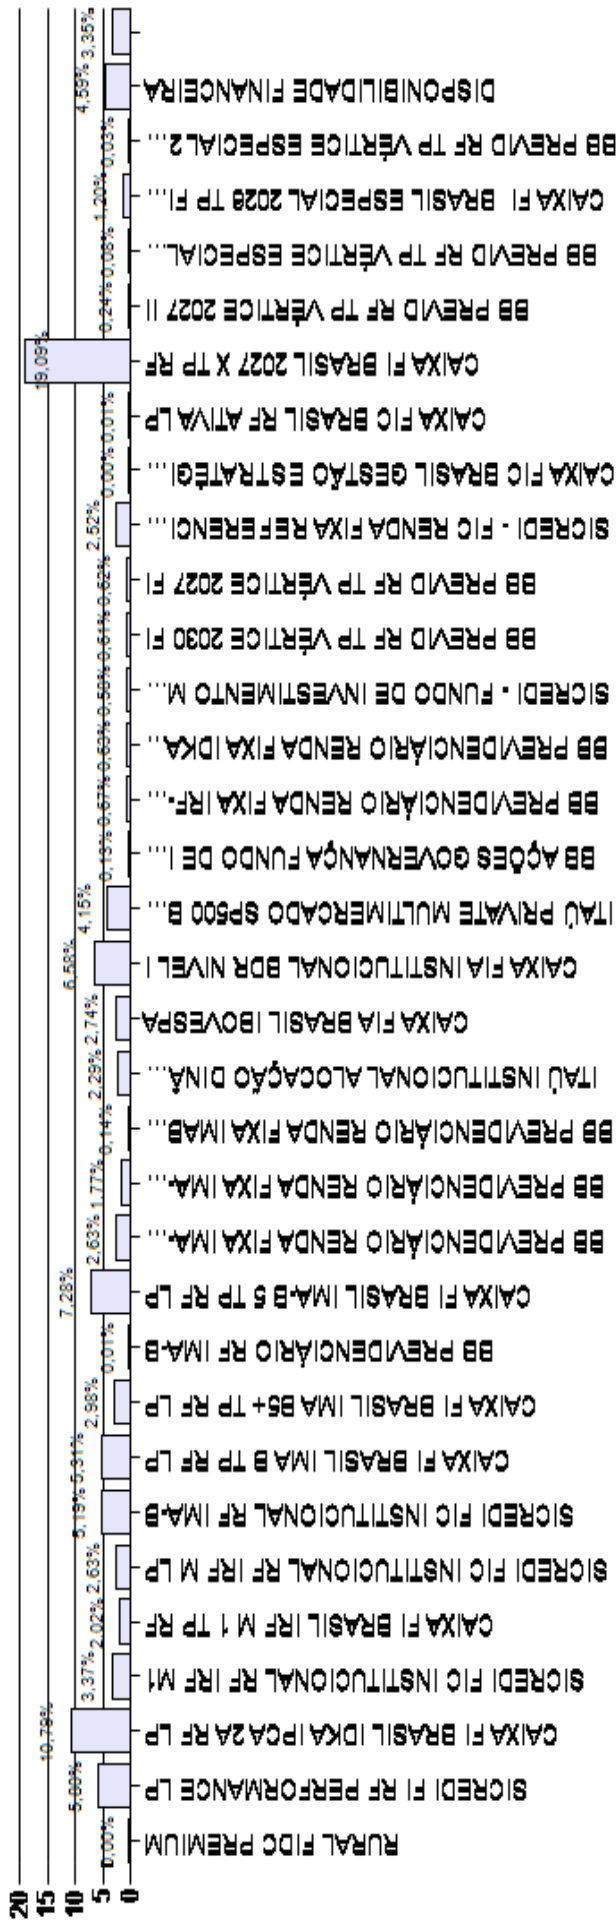 20
15
10
5
0
0,00%
10,79%
3,37%
2,02%
2,63%
5,19%
5,31%
2,98%
0,01%
7,28%
2,63%
1,77%
0,14%
2,29%
2,74%
6,58%
4,15%
0,13%
0,67%
0,63%
0,61%
0,62%
2,52%
0,00%
0,01%
19,09%
0,24%
0,08%
1,20%
0,03%
4,59%
3,35%
RURAL FIDC PREMIUM
SICREDI FI RF PERFORMANCE LP
CAIXA FI BRASIL IDKA IPCA 2A RF LP
SICREDI FIC INSTITUCIONAL RF IRF M1
CAIXA FI BRASIL IRF M 1 TP RF
SICREDI FIC INSTITUCIONAL RF IRF M LP
SICREDI FIC INSTITUCIONAL RF IMA-B
CAIXA FI BRASIL IMA B TP RF LP
CAIXA FI BRASIL IMA B5+ TP RF LP
BB PREVIDENCIÁRIO RF IMA-B
CAIXA FI BRASIL IMA-B 5 TP RF LP
BB PREVIDENCIÁRIO RENDA FIXA IMA-...
BB PREVIDENCIÁRIO RENDA FIXA IMA-...
BB PREVIDENCIÁRIO RENDA FIXA IMAB...
ITAÚ INSTITUCIONAL ALOCAÇÃO DINÂ...
CAIXA FIA BRASIL IBOVESPA
CAIXA FIA INSTITUCIONAL BDR NIVEL I
ITAÚ PRIVATE MULTIMERCADO SP500 B...
BB AÇÕES GOVERNANÇA FUNDO DE I...
BB PREVIDENCIÁRIO RENDA FIXA IRF-...
BB PREVIDENCIÁRIO RENDA FIXA IDKA...
SICREDI - FUNDO DE INVESTIMENTO M...
BB PREVID RF TP VÉRTICE 2030 FI
BB PREVID RF TP VÉRTICE 2027 FI
SICREDI - FIC RENDA FIXA REFERENCI...
CAIXA FIC BRASIL GESTÃO ESTRATÉGI...
CAIXA FIC BRASIL RF ATIVA LP
CAIXA FI BRASIL 2027 X TP RF
BB PREVID RF TP VÉRTICE 2027 II
BB PREVID RF TP VÉRTICE ESPECIAL...
CAIXA FI BRASIL ESPECIAL 2028 TP FI...
BB PREVID RF TP VÉRTICE ESPECIAL 2...
DISPONIBILIDADE FINANCEIRA